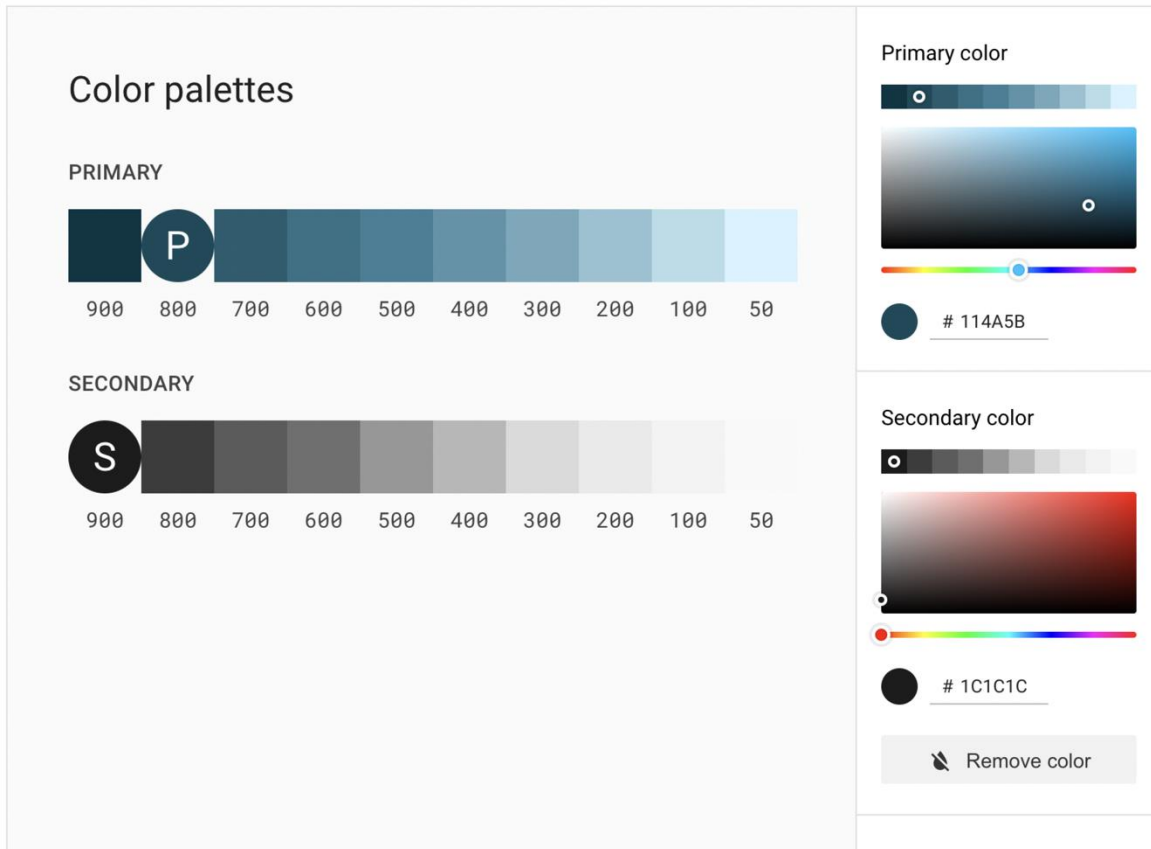 Color palettes
PRIMARY
P
900 800 700 600 500 400 300 200 100 50
SECONDARY
S
900 800 700 600 500 400 300 200 100 50
Primary color
# 114A5B
Secondary color
# 1C1C1C
Remove color